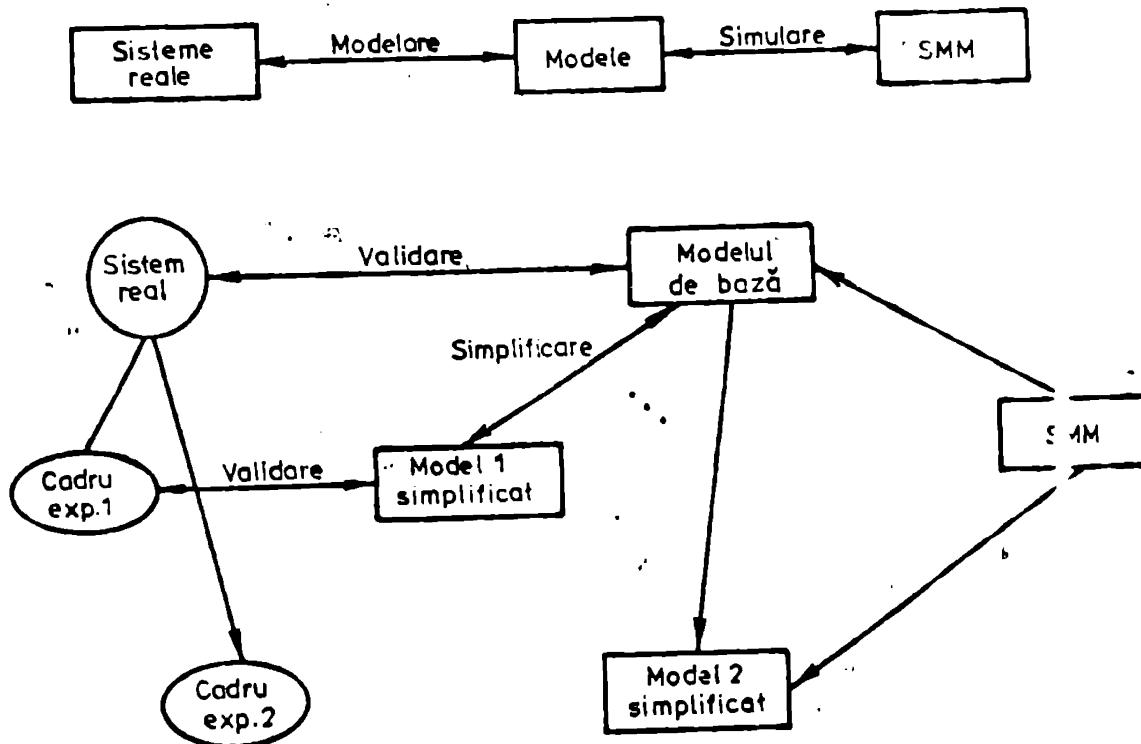 Sisteme
reale
Modelare
Modele
Simulare
SMM
Sistem
real
Validare
Modelul
de bază
Simplificare
Cadru
exp.1
Validare
Model 1
simplificat
Cadru
exp.2
Model 2
simplificat